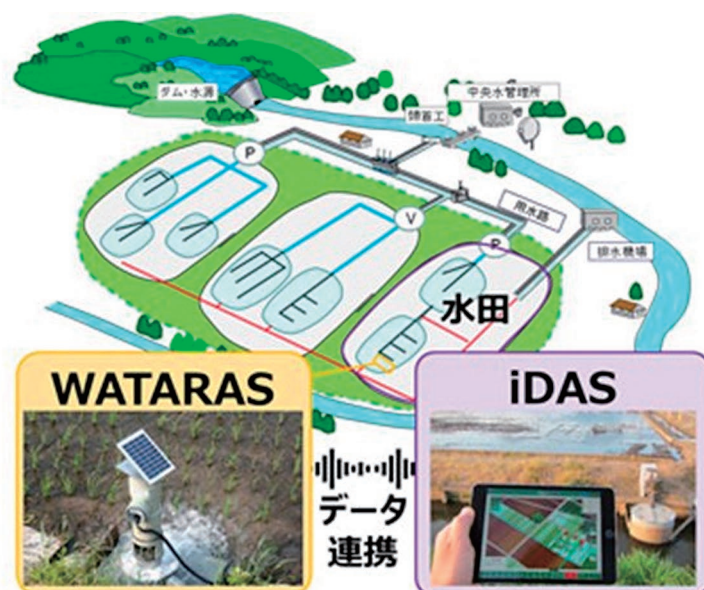 ダム・水源
中央水管理所
頭首工
P
用水路
V
P
排水機場
水田
WATARAS
iDAS
データ
連携